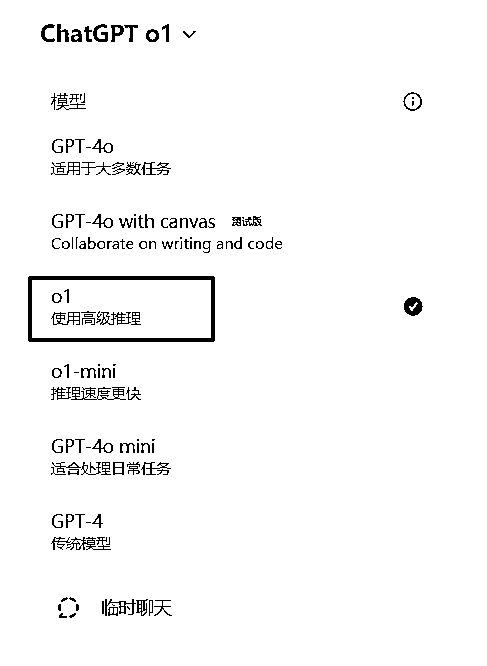 ChatGPT o1
模型
GPT-4o
适用于大多数任务
GPT-4o with canvas 测试版
Collaborate on writing and code
o1
使用高级推理
o1-mini
推理速度更快
GPT-4o mini
适合处理日常任务
GPT-4
传统模型
临时聊天